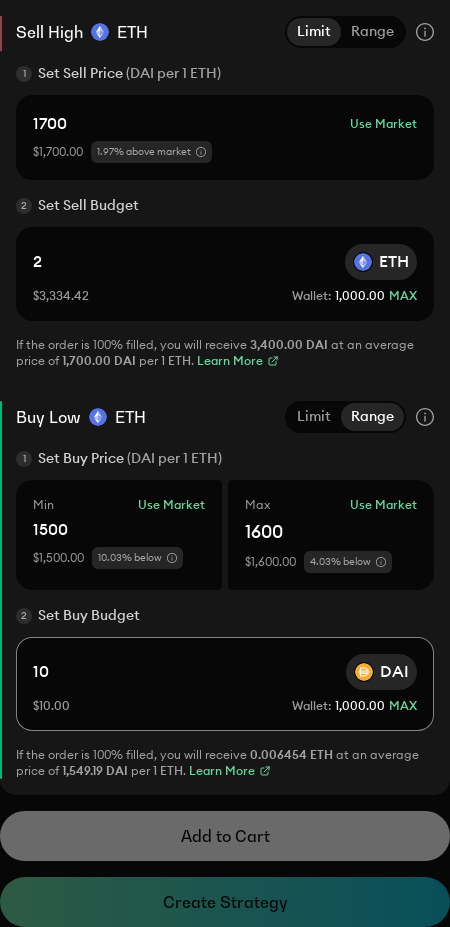 Sell High ETH Limit Range
1 Set Sell Price (DAI per 1 ETH)
1700 Use Market
$1,700.00 1.97% above market
2 Set Sell Budget
2 ETH
$3,334.42 Wallet: 1,000.00 MAX
If the order is 100% filled, you will receive 3,400.00 DAI at an average
price of 1,700.00 DAI per 1 ETH. Learn More
Buy Low ETH Limit Range
1 Set Buy Price (DAI per 1 ETH)
Min Use Market Max Use Market
1500 1600
$1,500.00 10.03% below $1,600.00 4.03% below
2 Set Buy Budget
10 DAI
$10.00 Wallet: 1,000.00 MAX
If the order is 100% filled, you will receive 0.006454 ETH at an average
price of 1,549.19 DAI per 1 ETH. Learn More
Add to Cart
Create Strategy